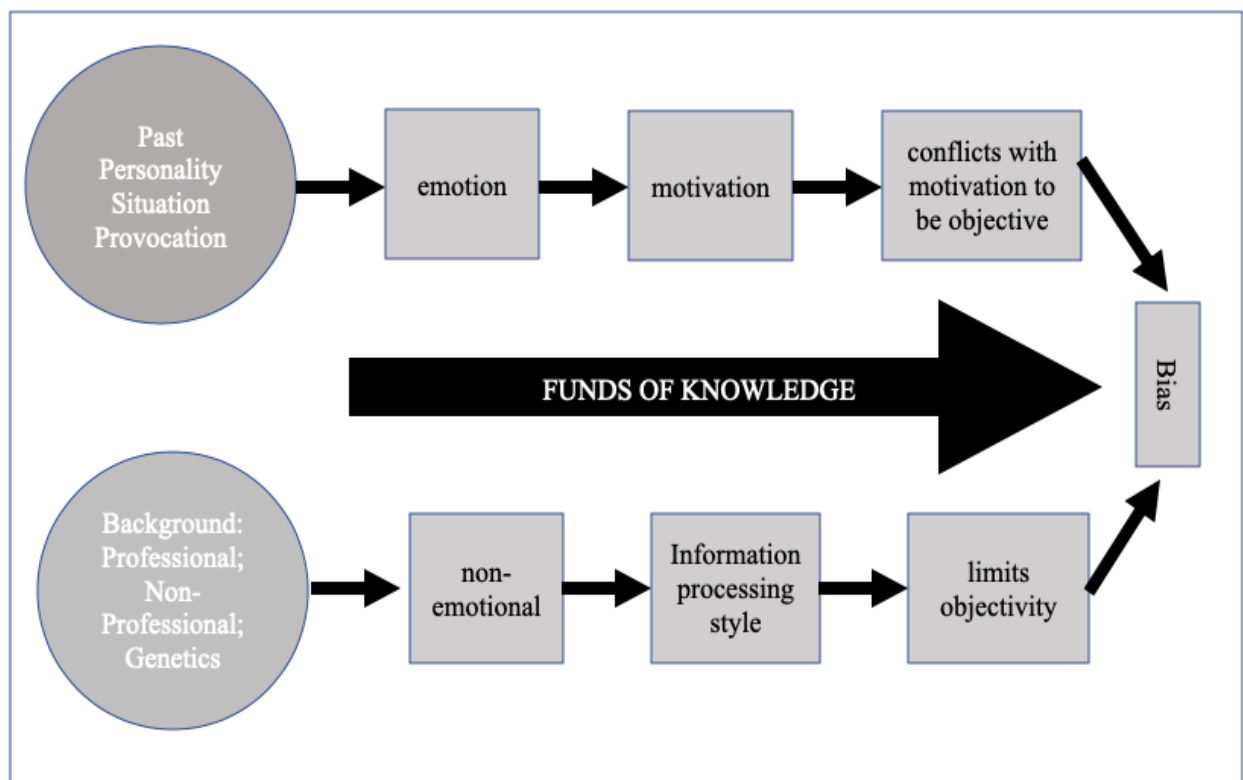 Past
Personality
Situation
Provocation
emotion
motivation
conflicts with
motivation to
be objective
FUNDS OF KNOWLEDGE
Bias
Background:
Professional;
Non-
Professional;
Genetics
non-
emotional
Information
processing
style
limits
objectivity